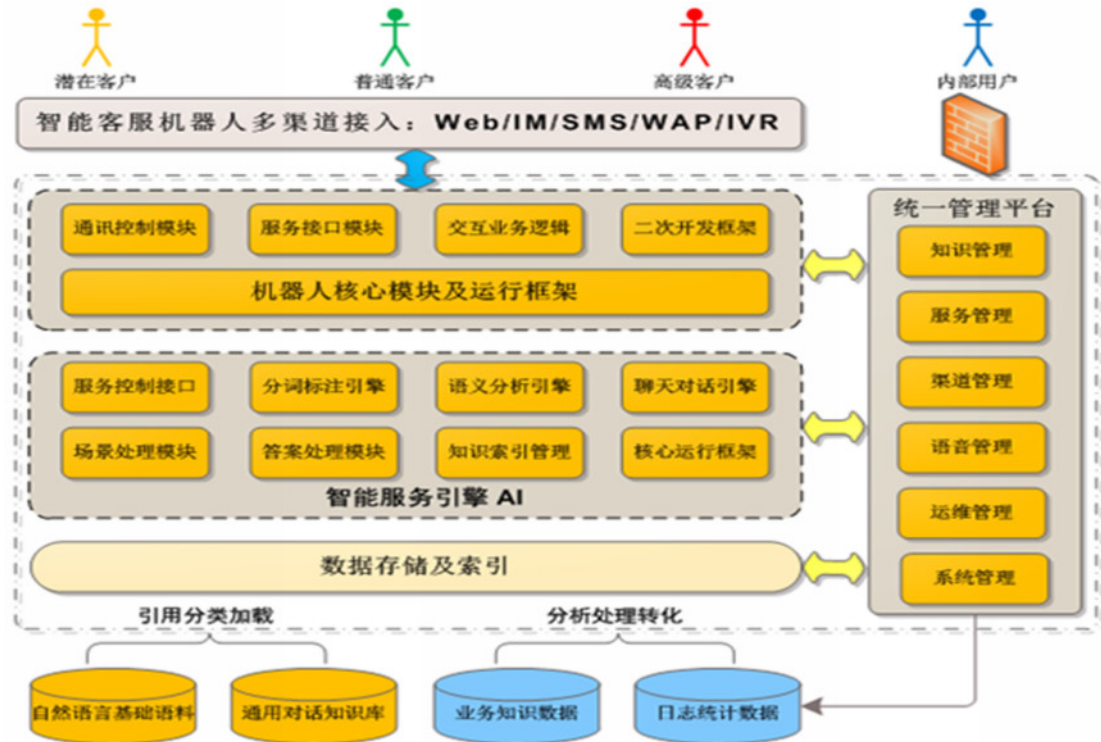 潜在客户
普通客户
高级客户
内部用户
智能客服机器人多渠道接入：Web/IM/SMS/WAP/IVR
通讯控制模块
服务接口模块
交互业务逻辑
二次开发框架
机器人核心模块及运行框架
服务控制接口
分词标注引擎
语义分析引擎
聊天对话引擎
场景处理模块
答案处理模块
知识索引管理
核心运行框架
智能服务引擎 AI
数据存储及索引
统一管理平台
知识管理
服务管理
渠道管理
语音管理
运维管理
系统管理
引用分类加载
分析处理转化
自然语言基础语料
通用对话知识库
业务知识数据
日志统计数据